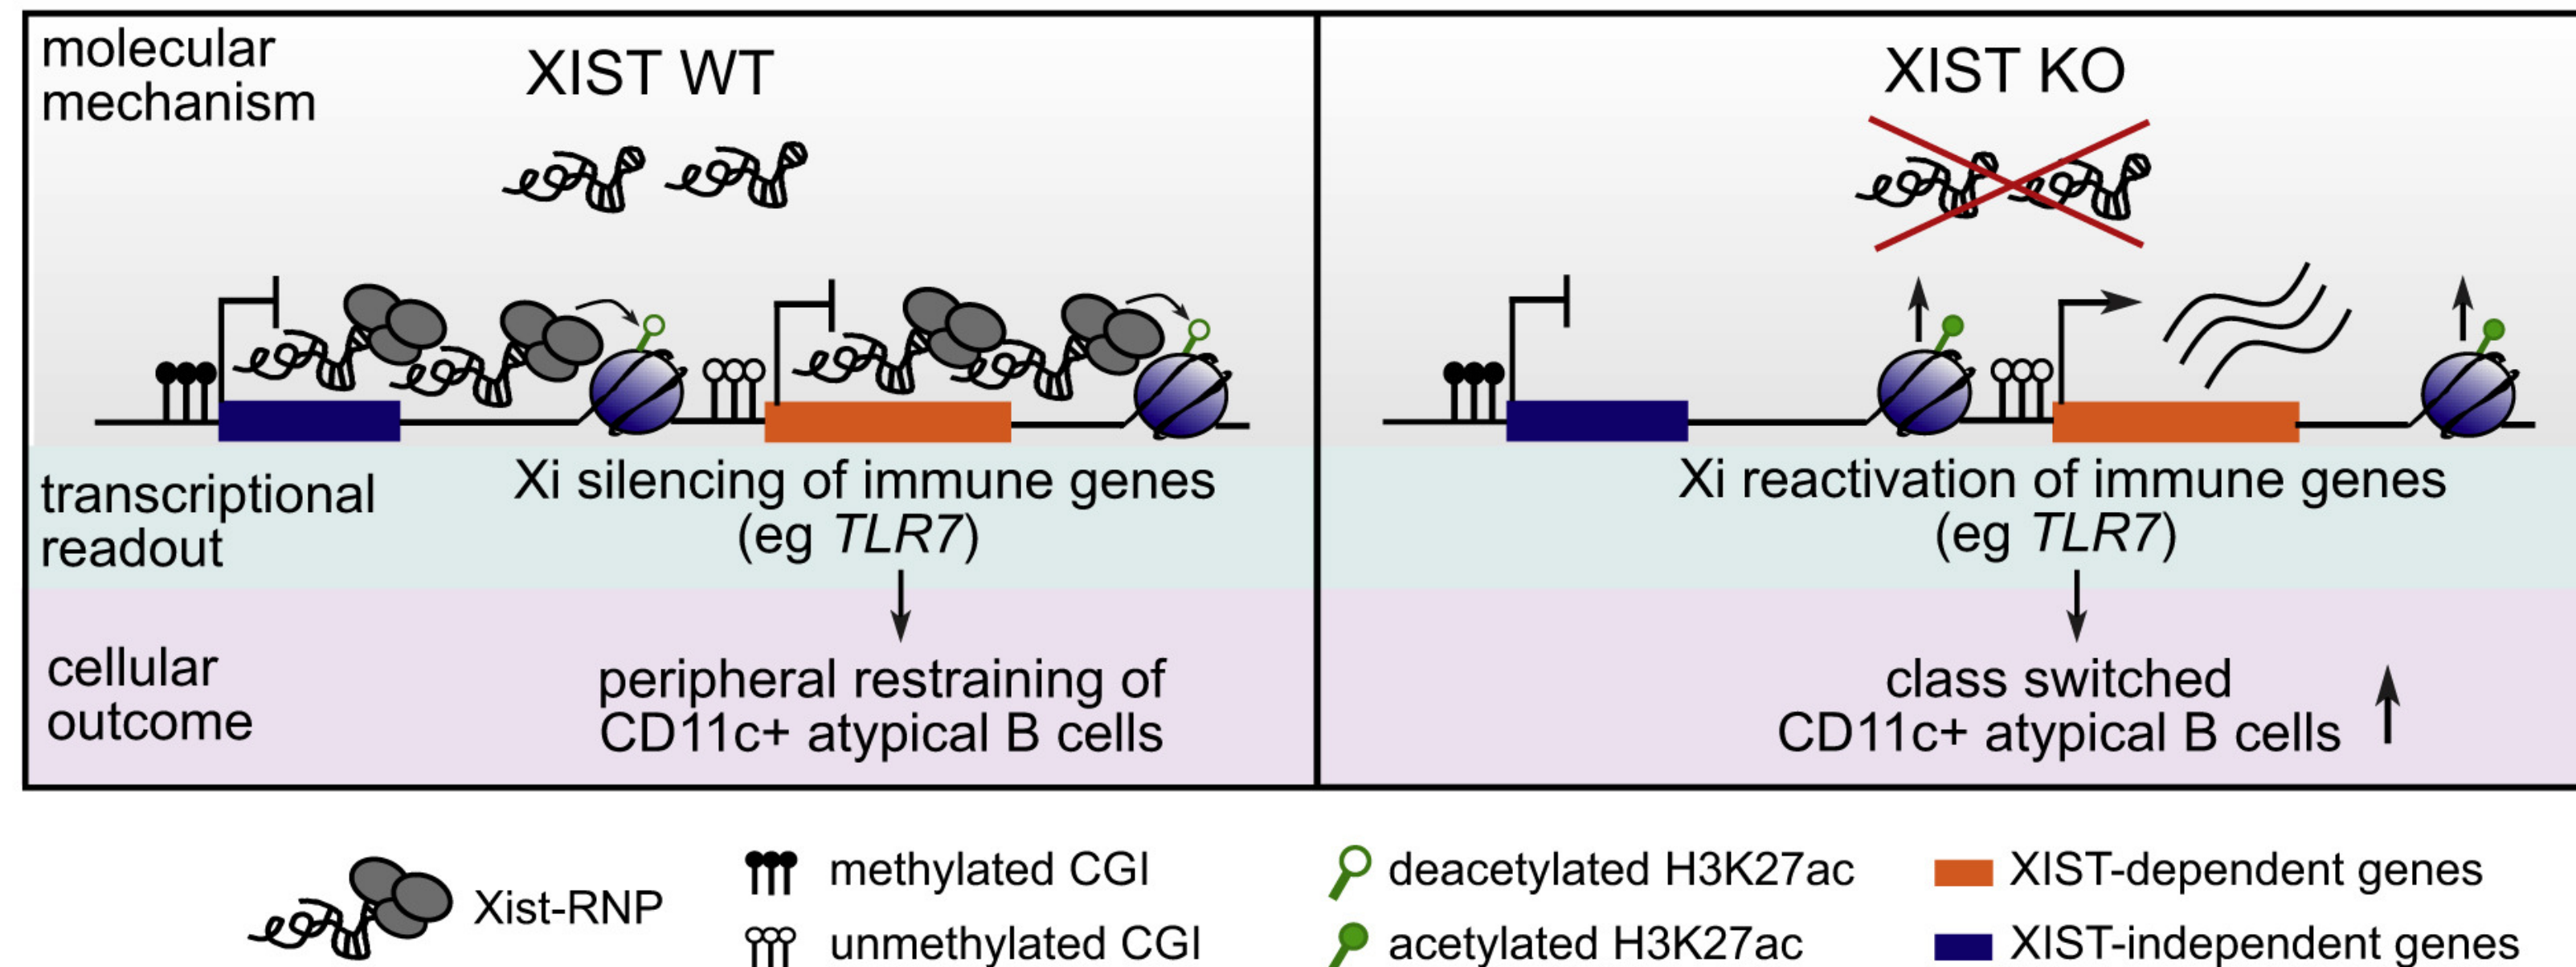 molecular
mechanism
XIST WT
XIST KO
transcriptional
readout
Xi silencing of immune genes
(eg TLR7)
Xi reactivation of immune genes
(eg TLR7)
cellular
outcome
peripheral restraining of
CD11c+ atypical B cells
class switched
CD11c+ atypical B cells
Xist-RNP
methylated CGI
unmethylated CGI
deacetylated H3K27ac
acetylated H3K27ac
XIST-dependent genes
XIST-independent genes